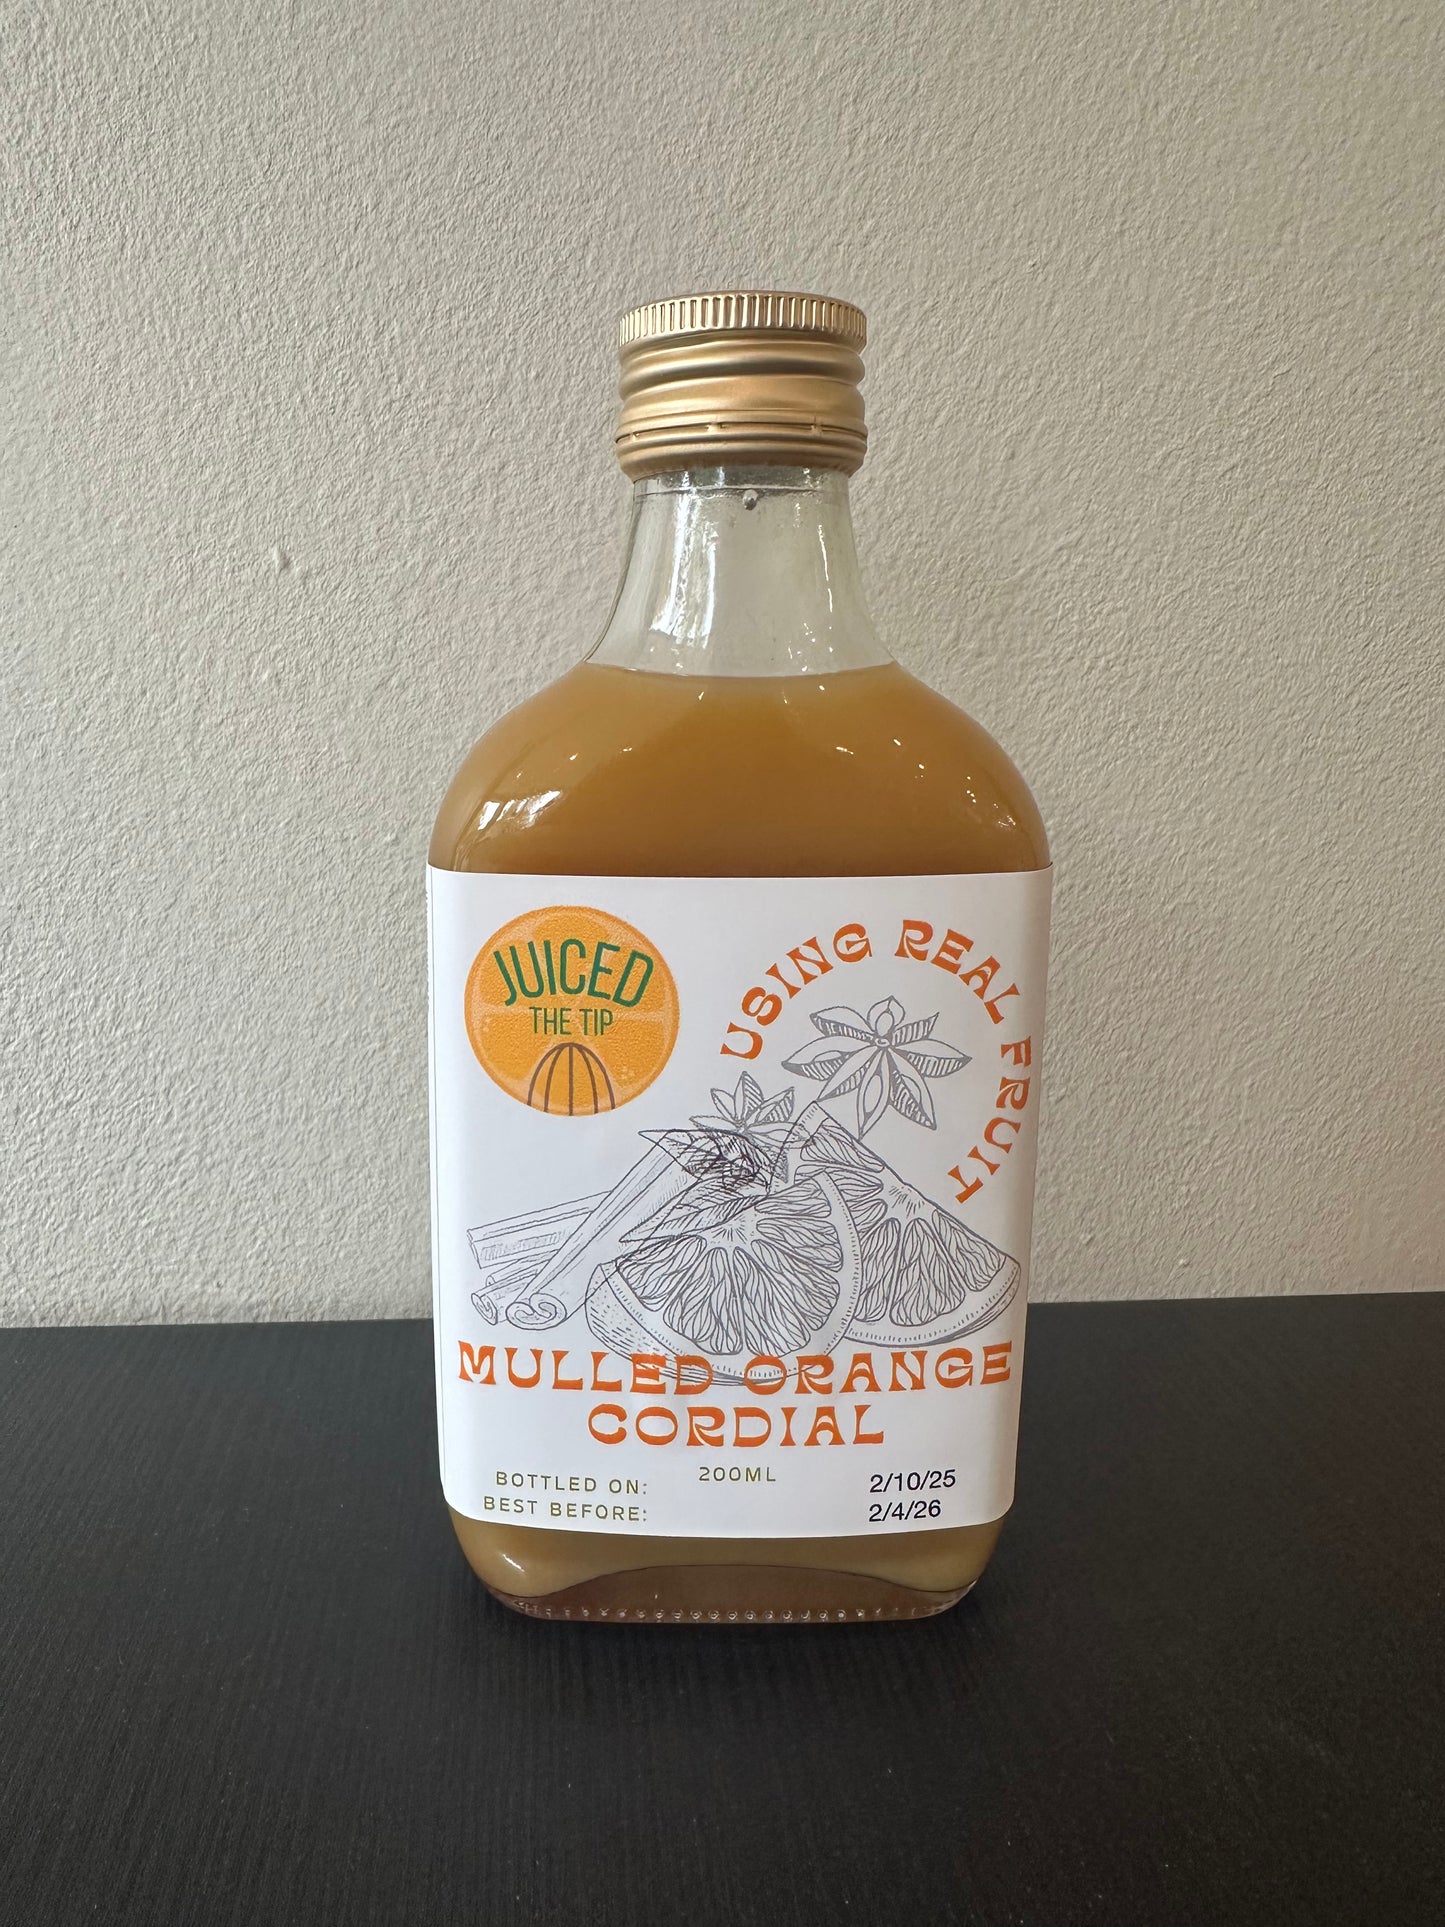 JUICED
THE TIP
USING REAL FRUIT
MULLED ORANGE
CORDIAL
200ML
BOTTLED ON: 2/10/25
BEST BEFORE: 2/4/26